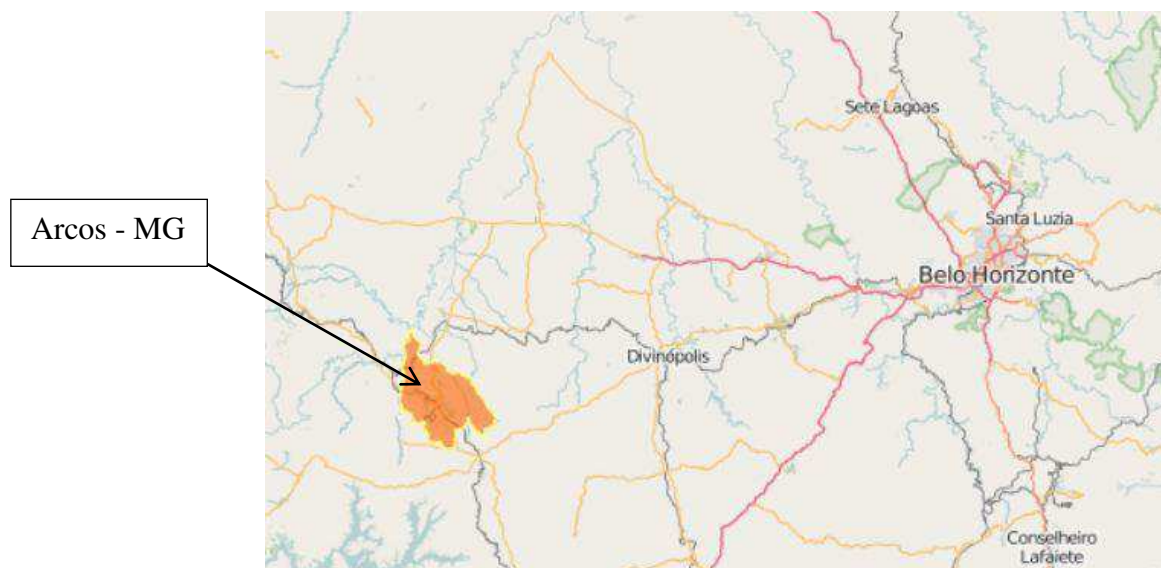 Sete Lagoas
Arcos - MG
Santa Luzia
Belo Horizonte
Divinópolis
Conselheiro
Lafaiete